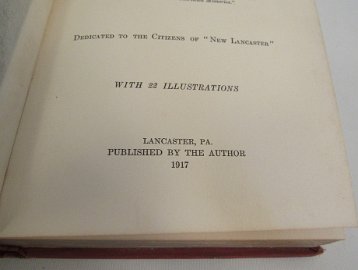 DEDICATED TO THE CITIZENS OF "NEW LANCASTER"
WITH 22 ILLUSTRATIONS
LANCASTER, PA.
PUBLISHED BY THE AUTHOR
1917